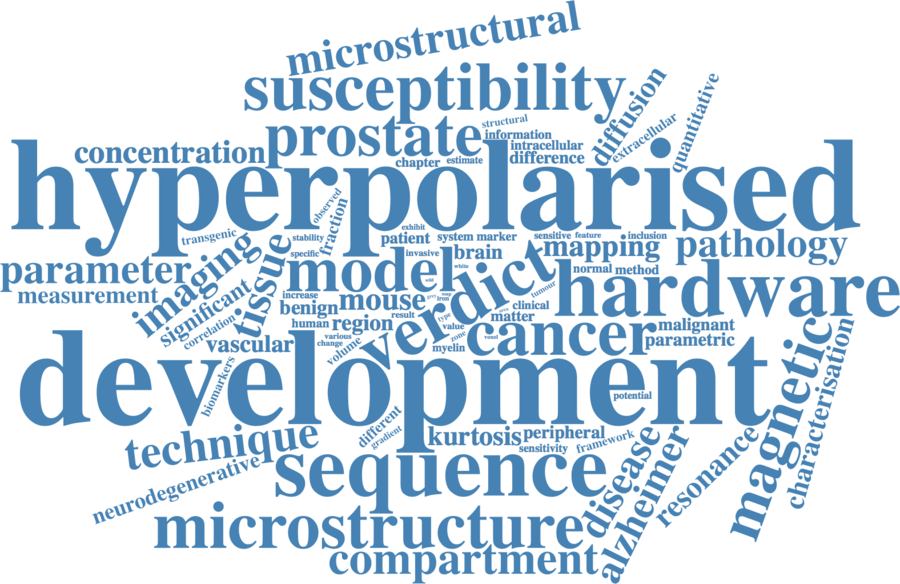 microstructural
susceptibility
diffusion
quantitative
structural
prostate
information
extracellular
concentration
intracellular
chapter
estimate
difference
hyperpolarised
observed
fraction
transgenic
exhibit
patient
system
marker
sensitive
feature
inclusion
stability
imaging
tissue
specific
invasive
brain
mapping
pathology
parameter
model
white
verdict
normal
method
measurement
significant
increase
benign
mouse
iron
clinical
tumour
hardware
correlation
human
region
result
type
value
matter
zone
cancer
malignant
vascular
various
change
volume
myelin
voxel
parametric
magnetic
characterisation
biomarkers
development
potential
technique
different
gradient
kurtosis
peripheral
sensitivity
framework
neurodegenerative
sequence
disease
alzheimer
resonance
microstructure
compartment